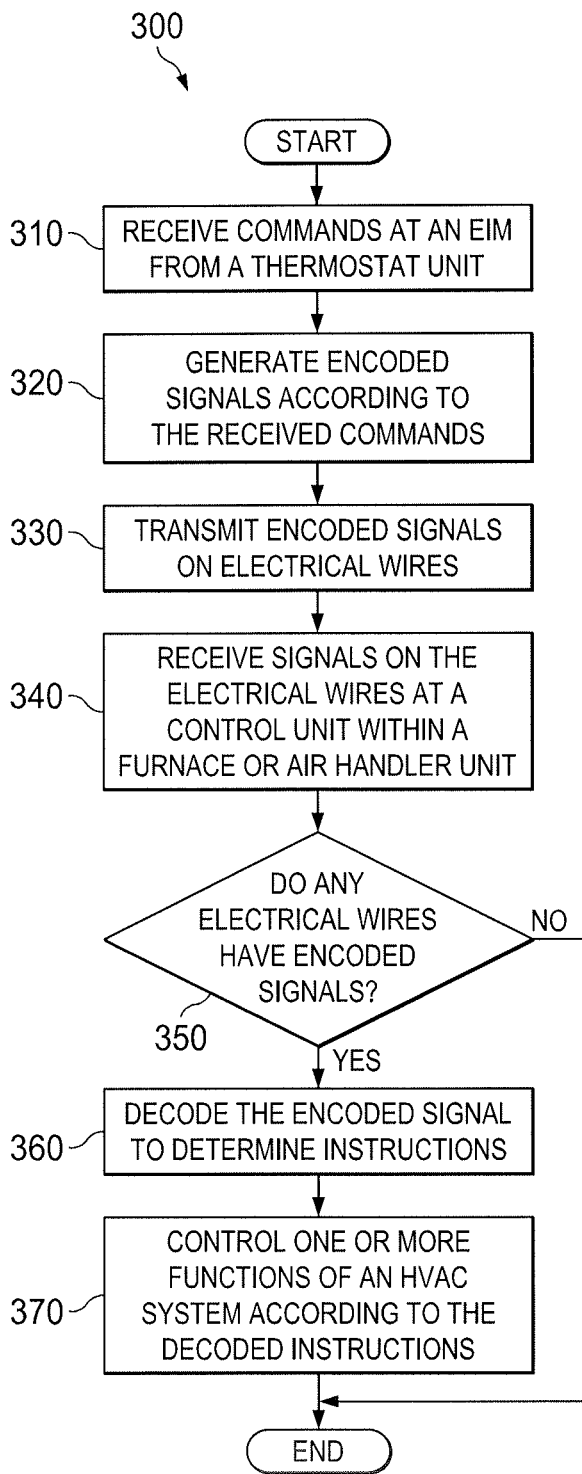 300
START
310
RECEIVE COMMANDS AT AN EIM
FROM A THERMOSTAT UNIT
320
GENERATE ENCODED
SIGNALS ACCORDING TO
THE RECEIVED COMMANDS
330
TRANSMIT ENCODED SIGNALS
ON ELECTRICAL WIRES
340
RECEIVE SIGNALS ON THE
ELECTRICAL WIRES AT A
CONTROL UNIT WITHIN A
FURNACE OR AIR HANDLER UNIT
DO ANY
ELECTRICAL WIRES
HAVE ENCODED
SIGNALS?
NO
350
YES
360
DECODE THE ENCODED SIGNAL
TO DETERMINE INSTRUCTIONS
370
CONTROL ONE OR MORE
FUNCTIONS OF AN HVAC
SYSTEM ACCORDING TO THE
DECODED INSTRUCTIONS
END